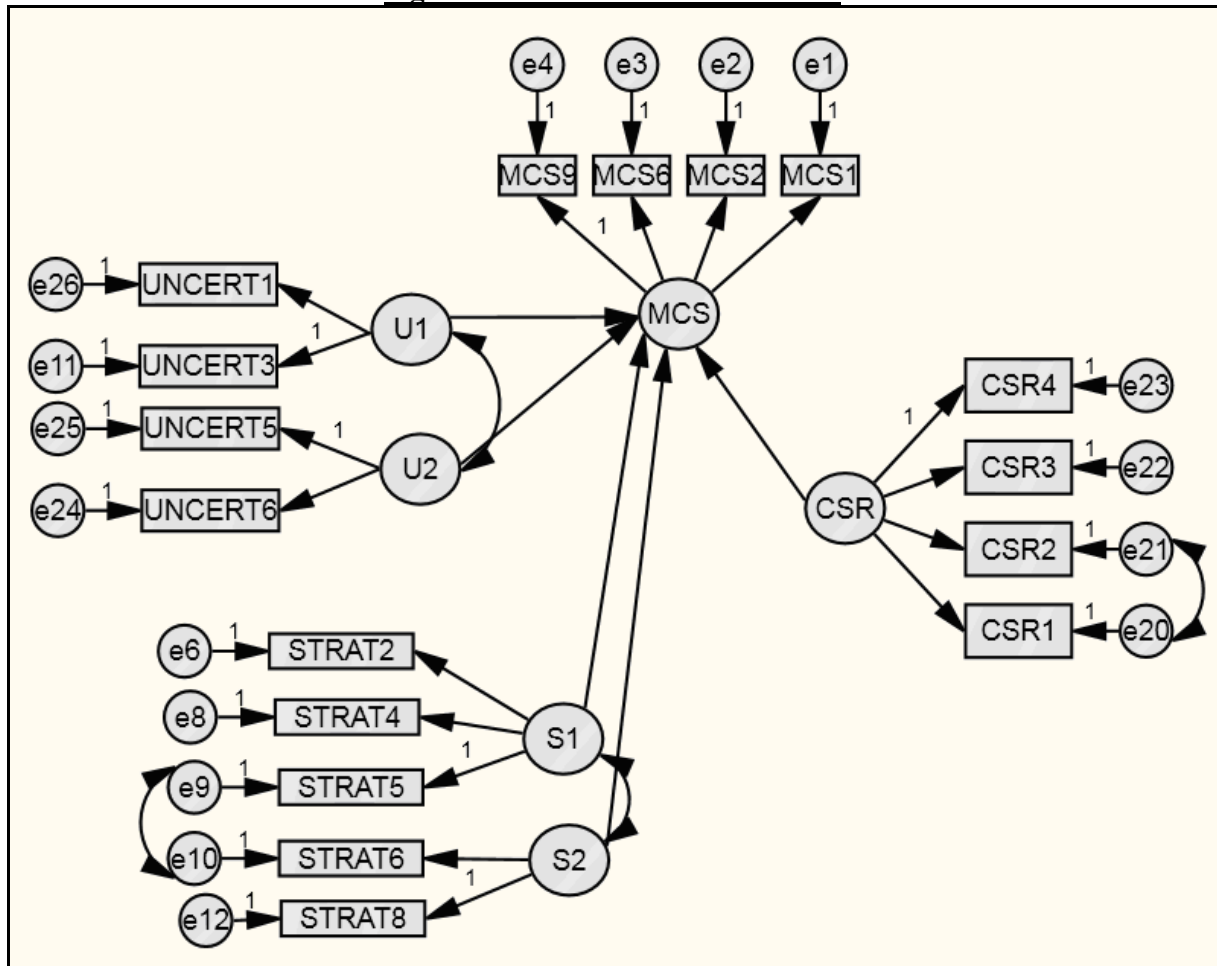 e4 e3 e2 e1
1 1 1 1
MCS9 MCS6 MCS2 MCS1
1
MCS
e26 1 UNCERT1
U1
1
e11 1 UNCERT3
e25 1 UNCERT5
1
U2
e24 1 UNCERT6
CSR4 1 e23
1
CSR3 1 e22
CSR
CSR2 1 e21
CSR1 1 e20
e6 1 STRAT2
e8 1 STRAT4
S1
1
e9 1 STRAT5
e10 1 STRAT6
S2
1
e12 1 STRAT8